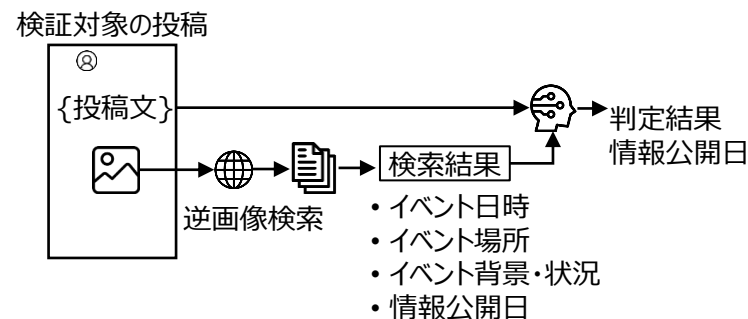 検証対象の投稿
{投稿文}
判定結果
情報公開日
検索結果
逆画像検索
• イベント日時
• イベント場所
• イベント背景・状況
• 情報公開日